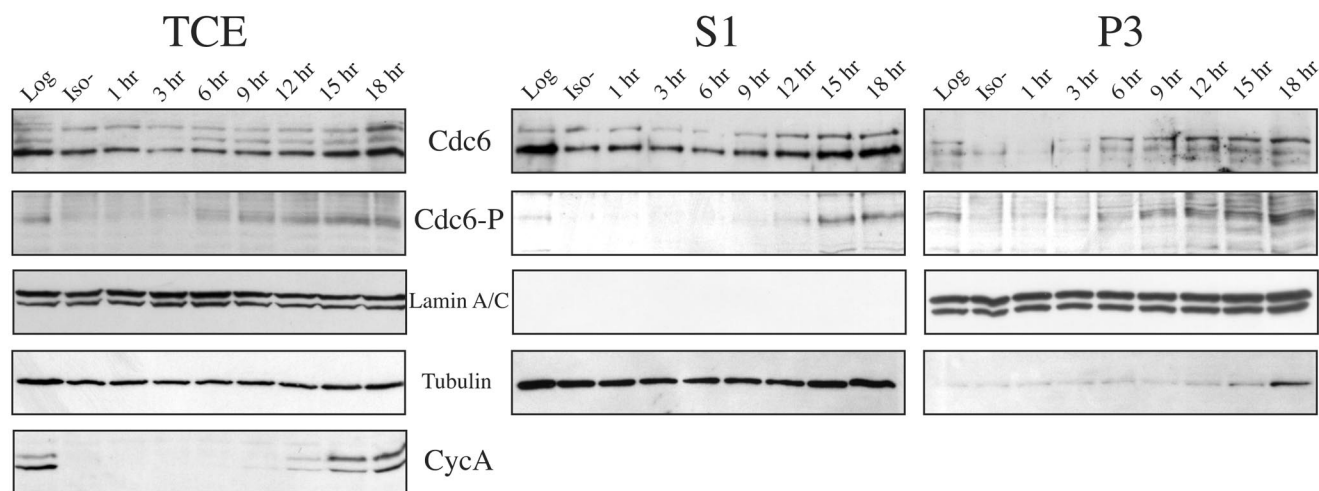 TCE S1 P3
Log Iso- 1 hr 3 hr 6 hr 9 hr 12 hr 15 hr 18 hr Log Iso- 1 hr 3 hr 6 hr 9 hr 12 hr 15 hr 18 hr Log Iso- 1 hr 3 hr 6 hr 9 hr 12 hr 15 hr 18 hr
Cdc6
Cdc6-P
Lamin A/C
Tubulin
CycA